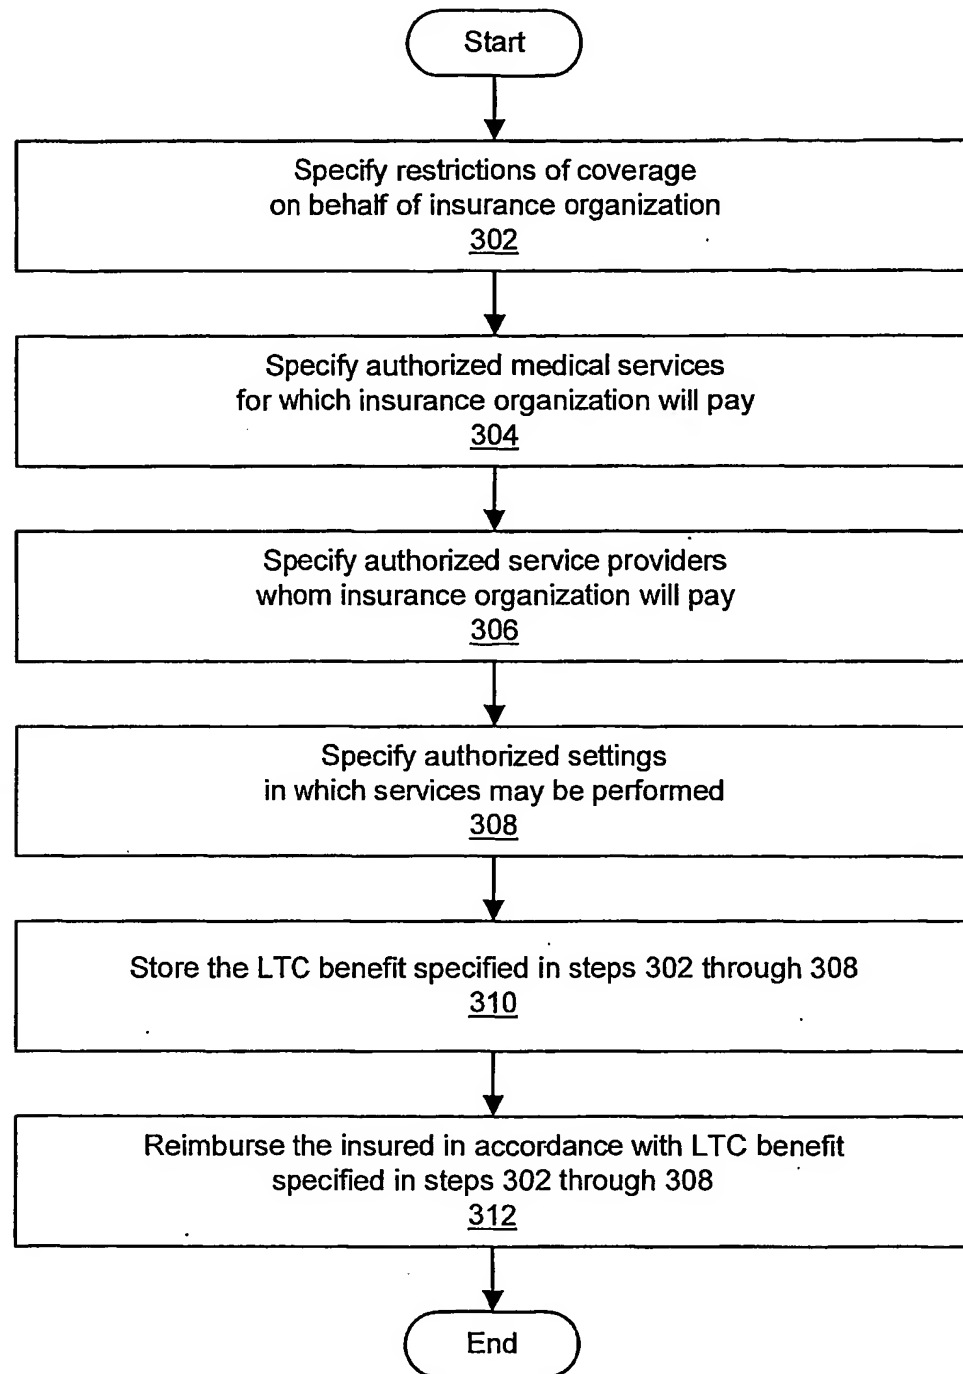 Start
Specify restrictions of coverage
on behalf of insurance organization
302
Specify authorized medical services
for which insurance organization will pay
304
Specify authorized service providers
whom insurance organization will pay
306
Specify authorized settings
in which services may be performed
308
Store the LTC benefit specified in steps 302 through 308
310
Reimburse the insured in accordance with LTC benefit
specified in steps 302 through 308
312
End